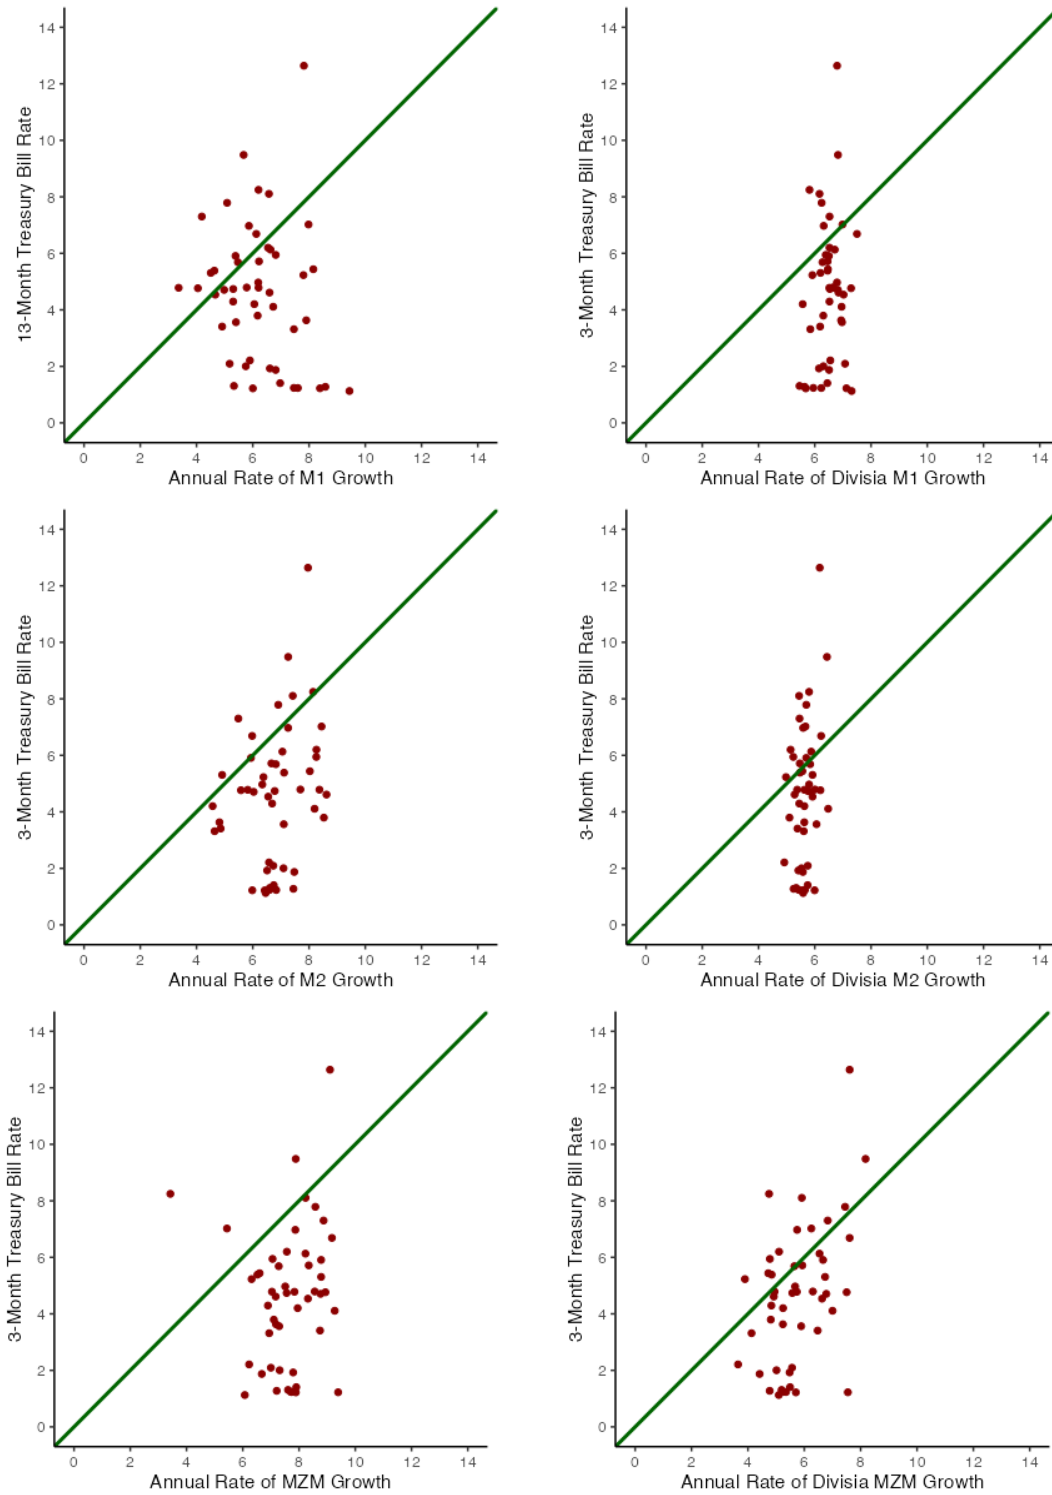 14
12
10
8
6
4
2
0
13-Month Treasury Bill Rate
0 2 4 6 8 10 12 14
Annual Rate of M1 Growth
14
12
10
8
6
4
2
0
3-Month Treasury Bill Rate
0 2 4 6 8 10 12 14
Annual Rate of Divisia M1 Growth
14
12
10
8
6
4
2
0
3-Month Treasury Bill Rate
0 2 4 6 8 10 12 14
Annual Rate of M2 Growth
14
12
10
8
6
4
2
0
3-Month Treasury Bill Rate
0 2 4 6 8 10 12 14
Annual Rate of Divisia M2 Growth
14
12
10
8
6
4
2
0
3-Month Treasury Bill Rate
0 2 4 6 8 10 12 14
Annual Rate of MZM Growth
14
12
10
8
6
4
2
0
3-Month Treasury Bill Rate
0 2 4 6 8 10 12 14
Annual Rate of Divisia MZM Growth